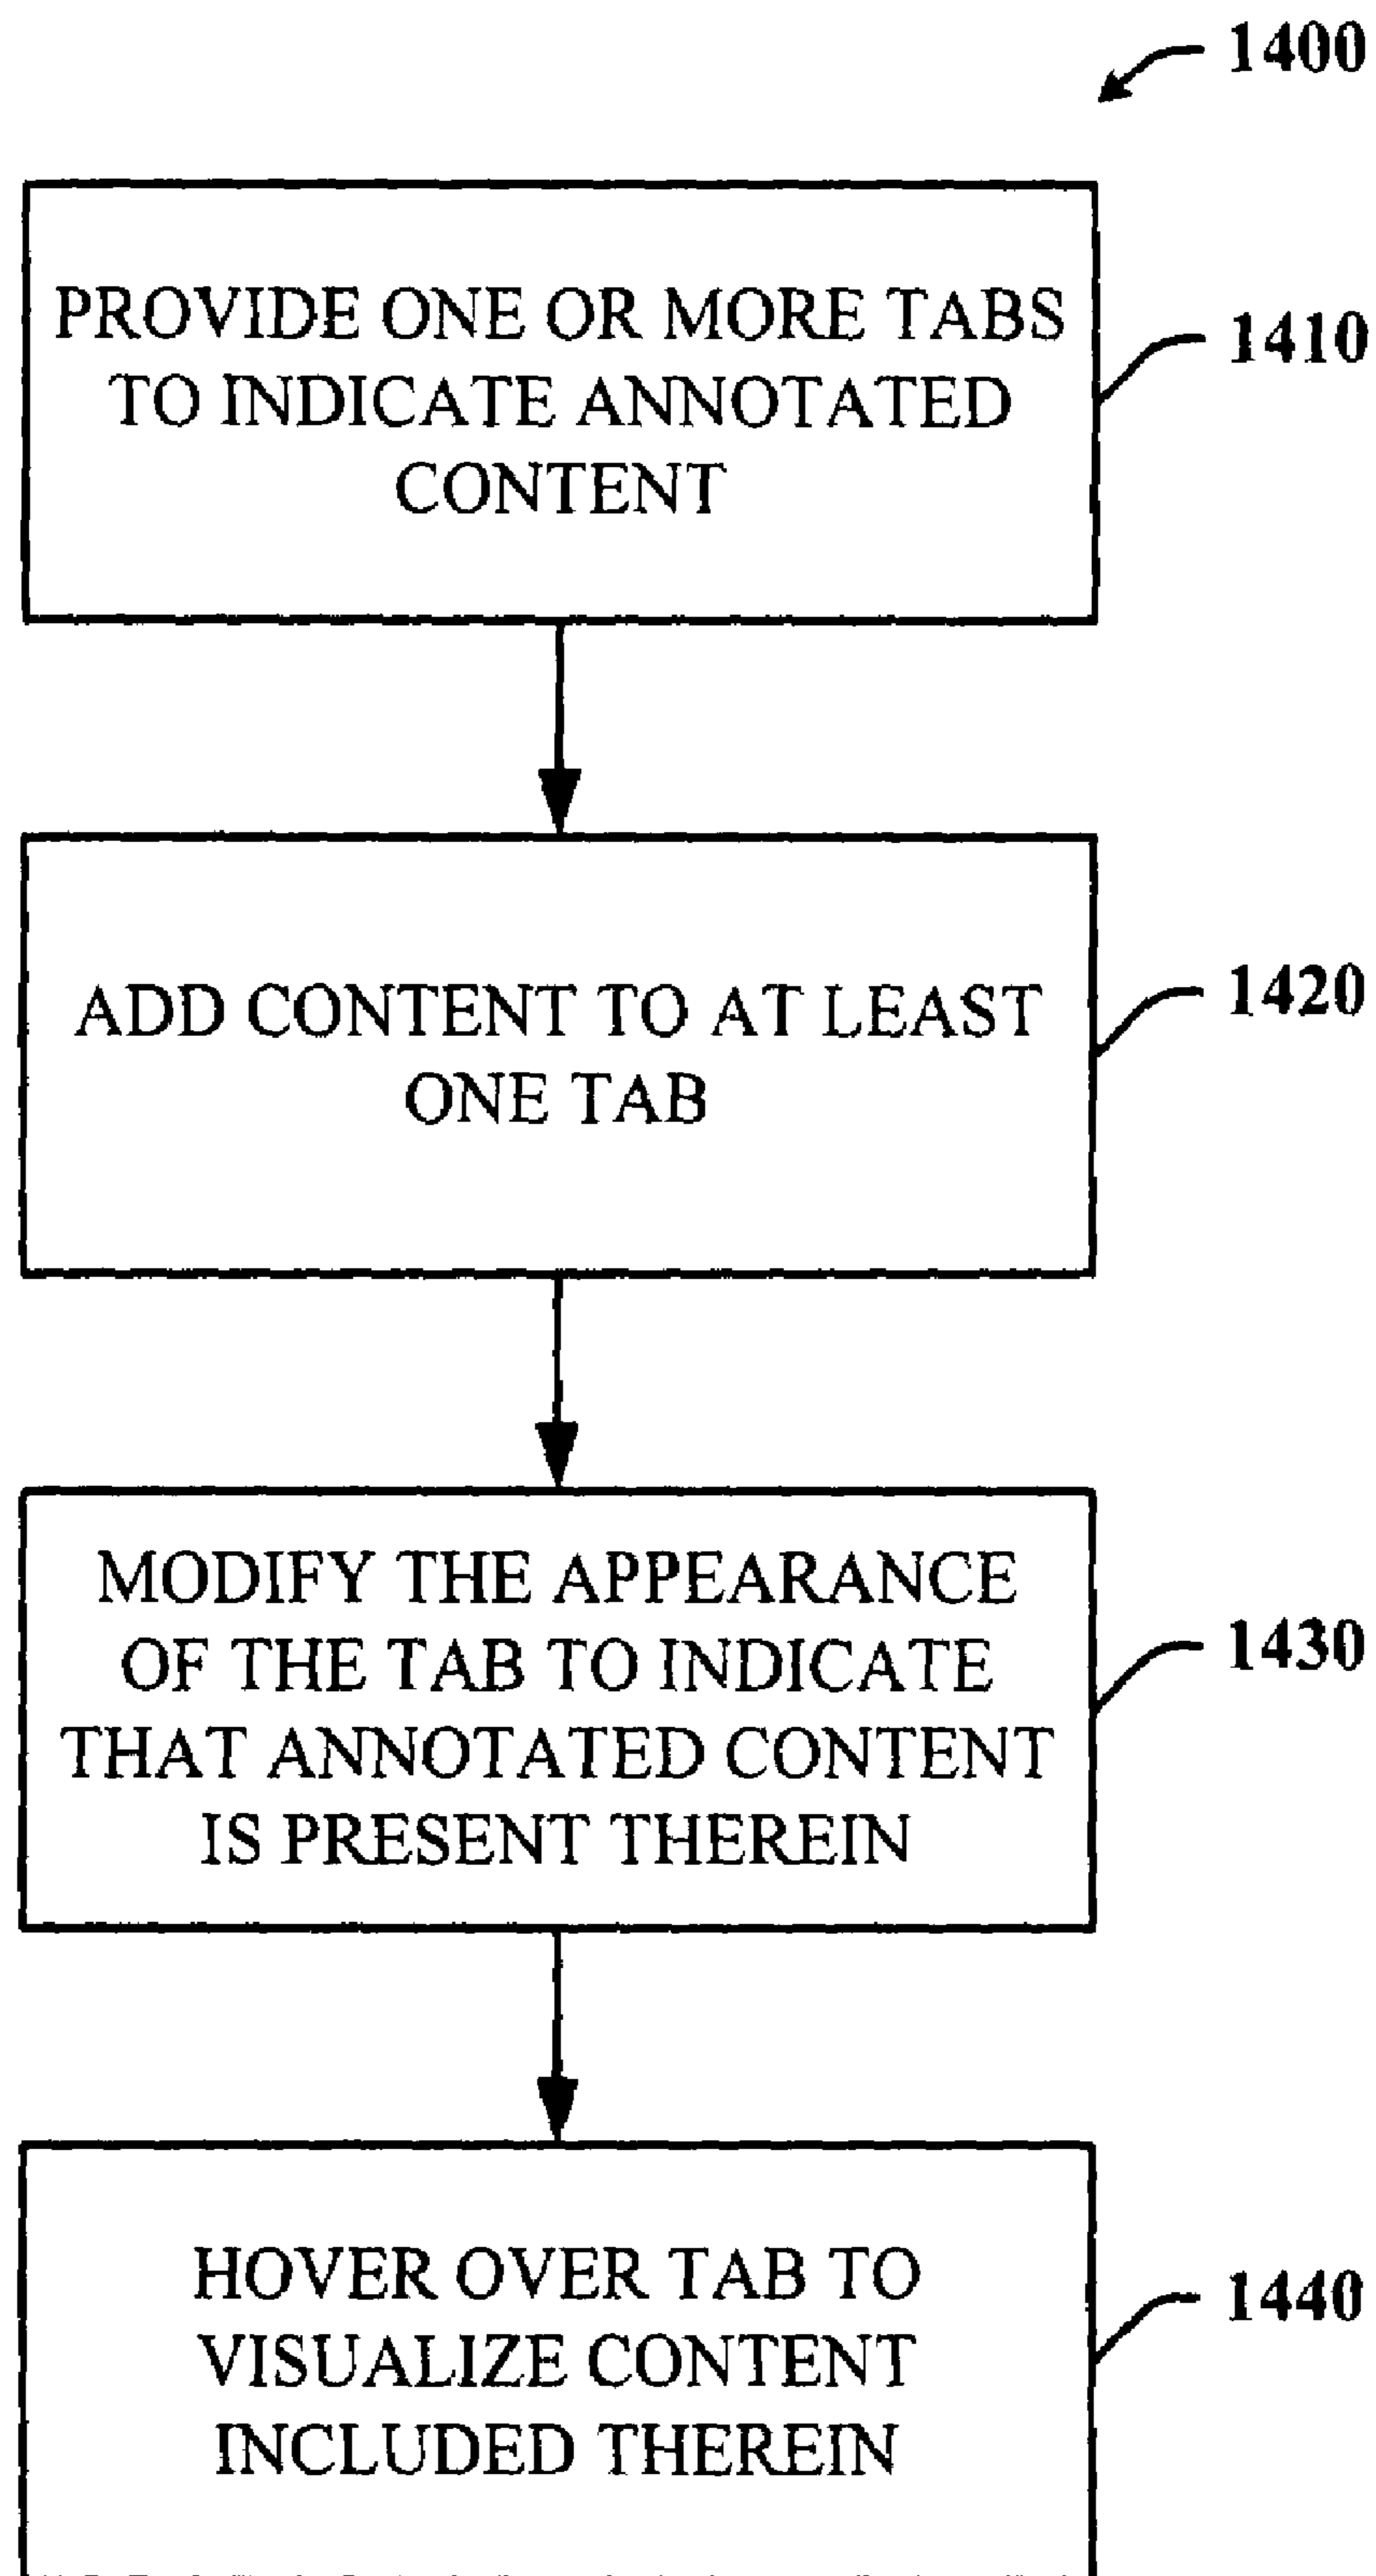 1400
PROVIDE ONE OR MORE TABS
TO INDICATE ANNOTATED
CONTENT
1410
ADD CONTENT TO AT LEAST
ONE TAB
1420
MODIFY THE APPEARANCE
OF THE TAB TO INDICATE
THAT ANNOTATED CONTENT
IS PRESENT THEREIN
1430
HOVER OVER TAB TO
VISUALIZE CONTENT
INCLUDED THEREIN
1440